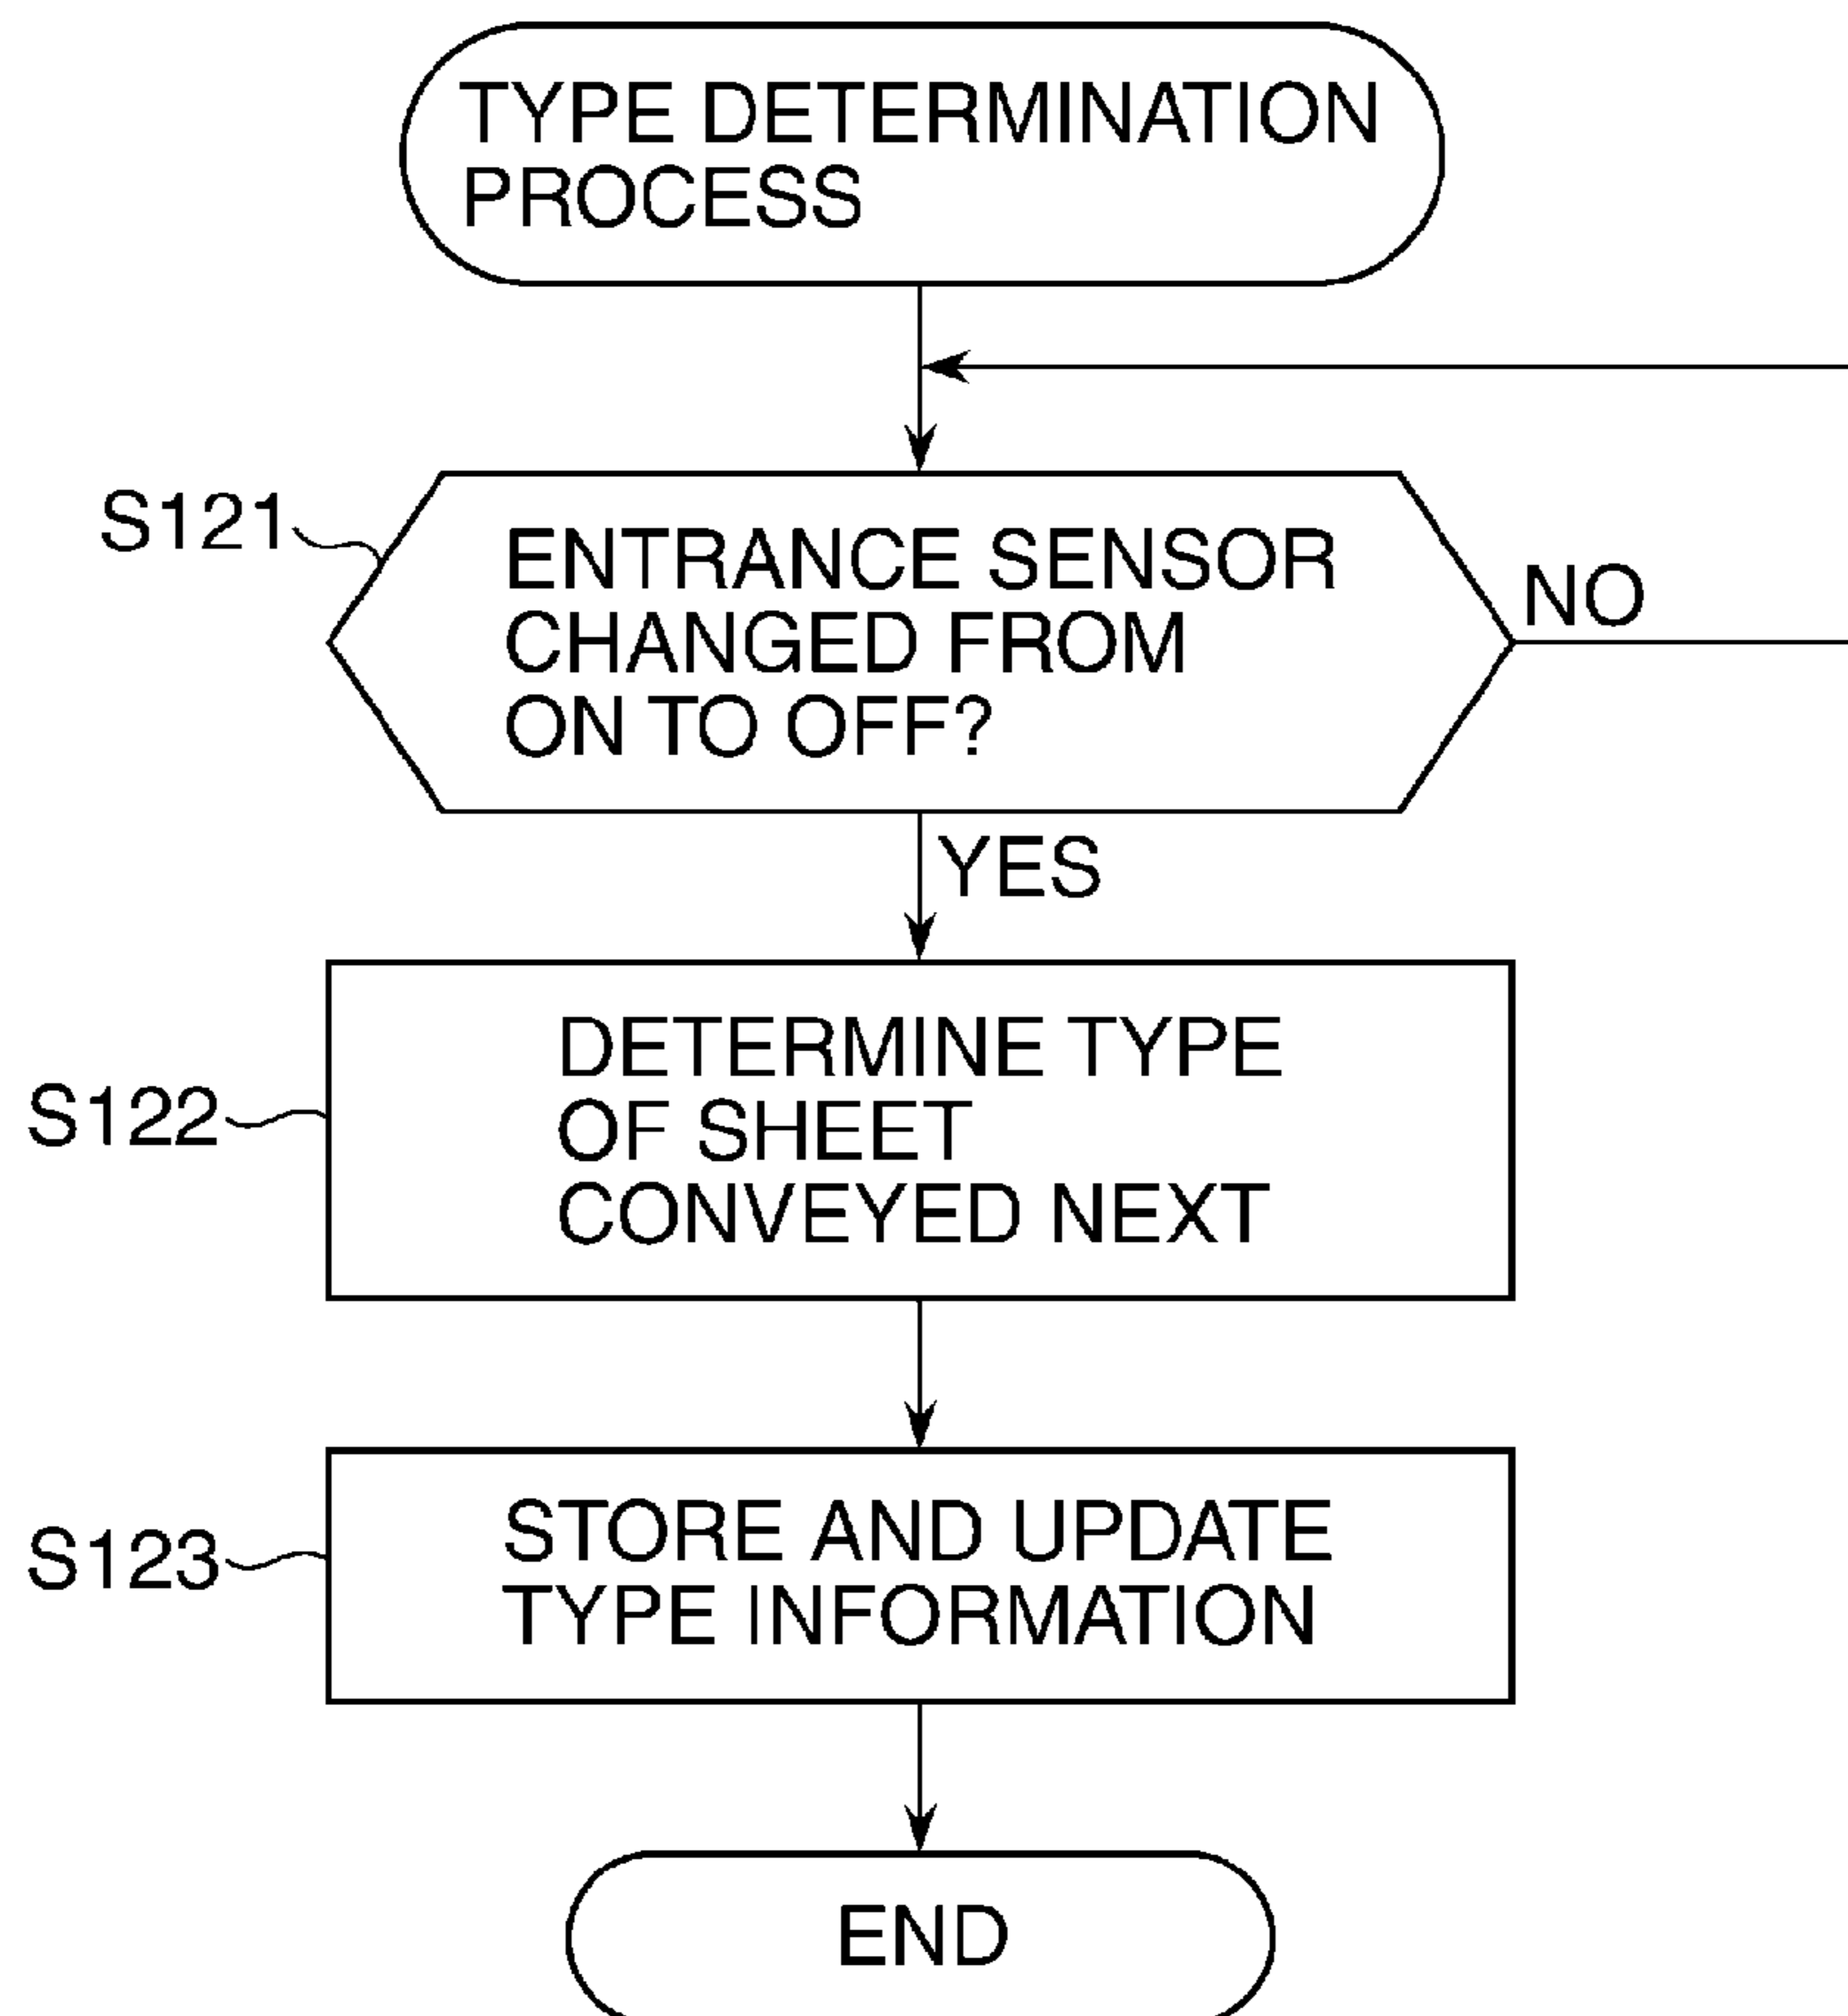 TYPE DETERMINATION
PROCESS
S121
ENTRANCE SENSOR
CHANGED FROM
ON TO OFF?
NO
YES
S122
DETERMINE TYPE
OF SHEET
CONVEYED NEXT
S123
STORE AND UPDATE
TYPE INFORMATION
END